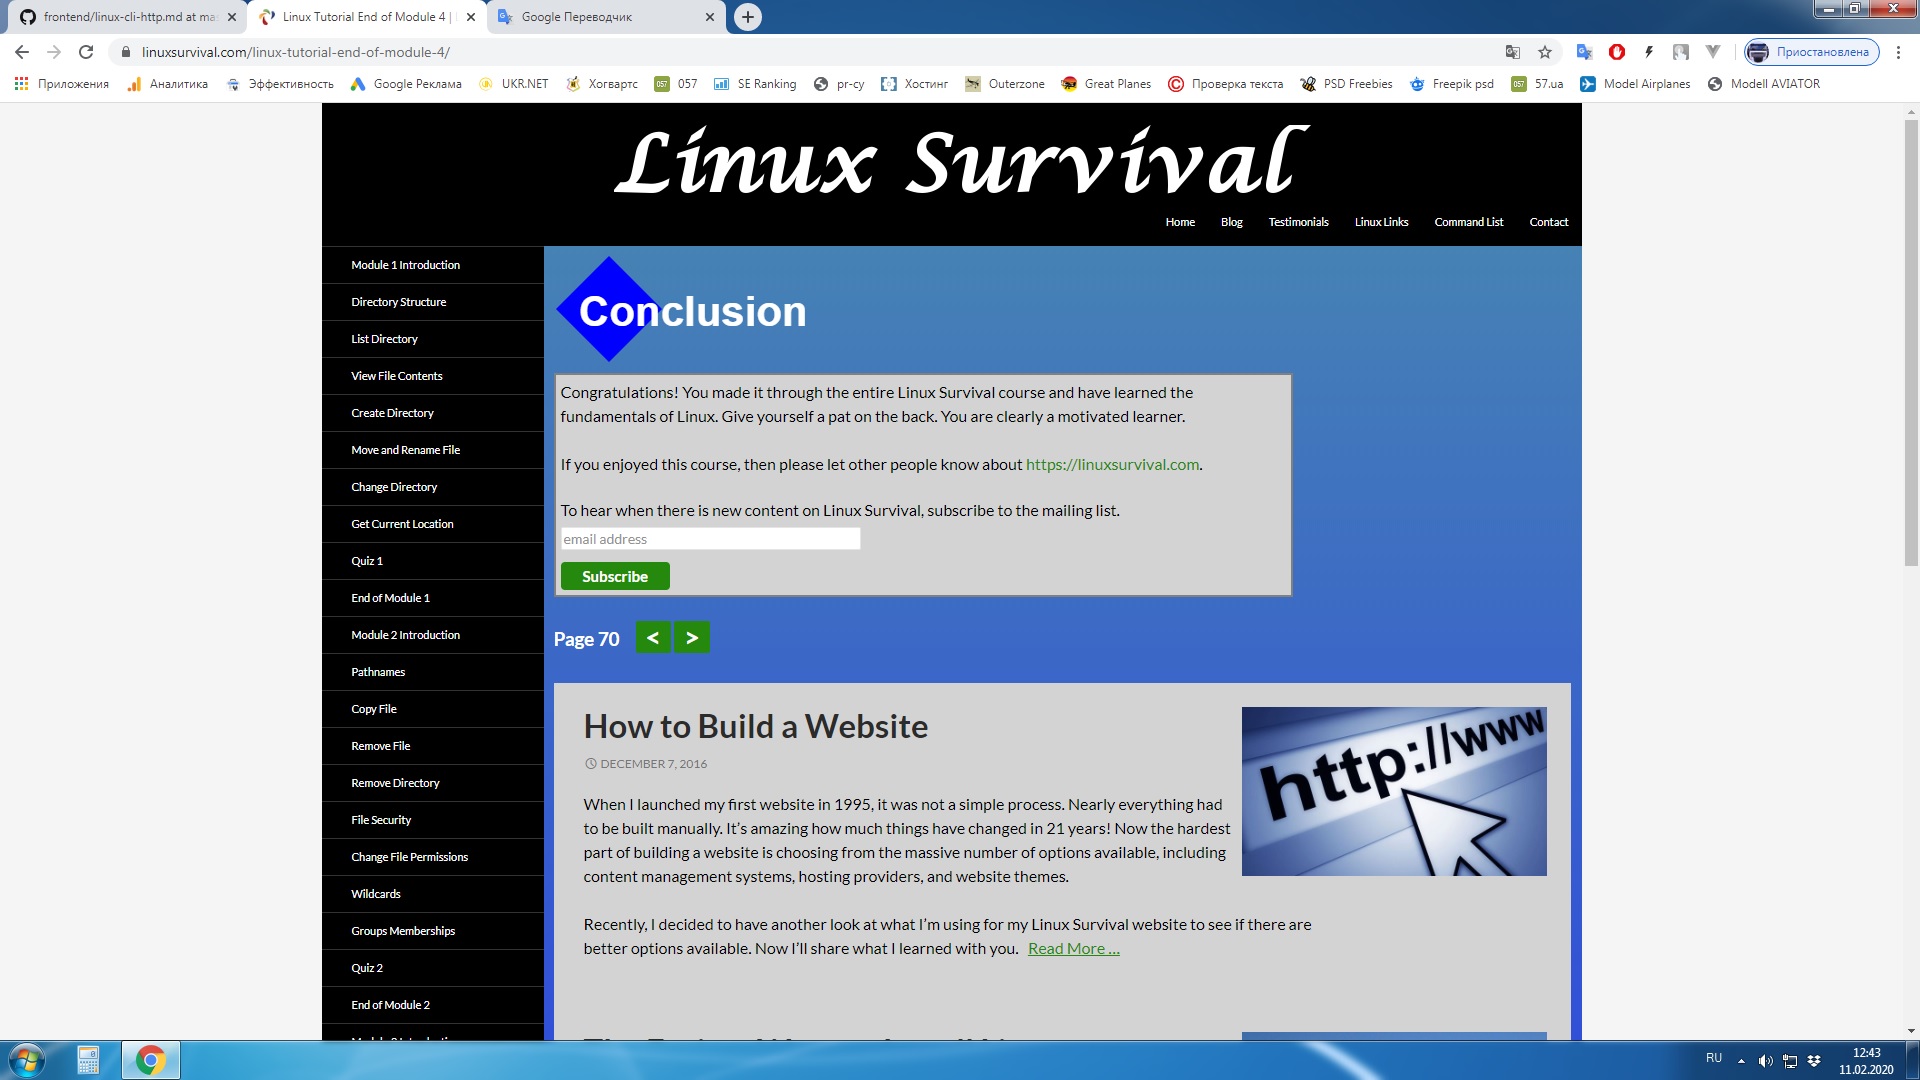 frontend/linux-cli-http.md at ma
Linux Tutorial End of Module 4 |
Google Переводчик
linuxsurvival.com/linux-tutorial-end-of-module-4/
Приостановлена
Приложения
Аналитика
Эффективность
Google Реклама
UKR.NET
Хогвартс
057
SE Ranking
pr-cy
Хостинг
Outerzone
Great Planes
Проверка текста
PSD Freebies
Freepik psd
57.ua
Model Airplanes
Modell AVIATOR
Linux Survival
Home
Blog
Testimonials
Linux Links
Command List
Contact
Module 1 Introduction
Directory Structure
List Directory
View File Contents
Create Directory
Move and Rename File
Change Directory
Get Current Location
Quiz 1
End of Module 1
Module 2 Introduction
Pathnames
Copy File
Remove File
Remove Directory
File Security
Change File Permissions
Wildcards
Groups Memberships
Quiz 2
End of Module 2
Conclusion
Congratulations! You made it through the entire Linux Survival course and have learned the
fundamentals of Linux. Give yourself a pat on the back. You are clearly a motivated learner.
If you enjoyed this course, then please let other people know about https://linuxsurvival.com.
To hear when there is new content on Linux Survival, subscribe to the mailing list.
email address
Subscribe
Page 70 < >
How to Build a Website
DECEMBER 7, 2016
When I launched my first website in 1995, it was not a simple process. Nearly everything had
to be built manually. It’s amazing how much things have changed in 21 years! Now the hardest
part of building a website is choosing from the massive number of options available, including
content management systems, hosting providers, and website themes.
Recently, I decided to have another look at what I’m using for my Linux Survival website to see if there are
better options available. Now I’ll share what I learned with you. Read More …
http://www
RU
12:43
11.02.2020